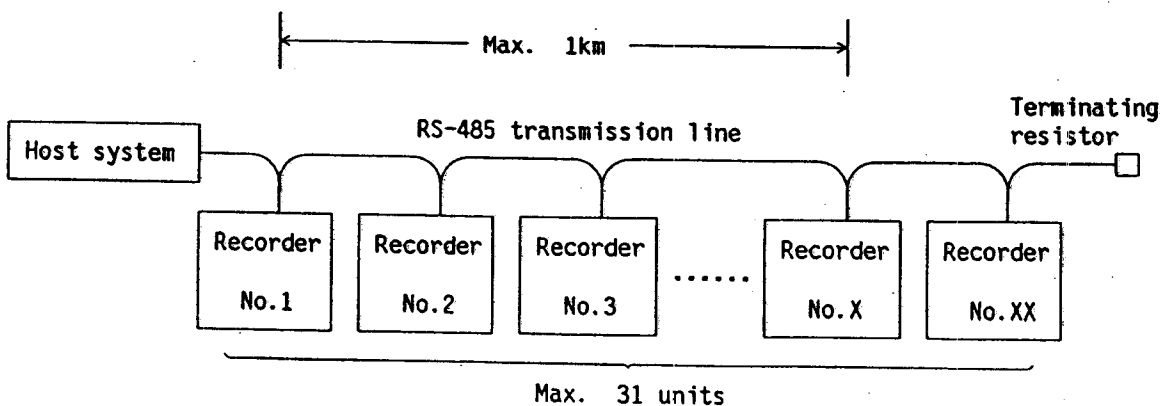 Max. 1km
Terminating
resistor
RS-485 transmission line
Host system
Recorder
No.1
Recorder
No.2
Recorder
No.3
......
Recorder
No.X
Recorder
No.XX
Max. 31 units